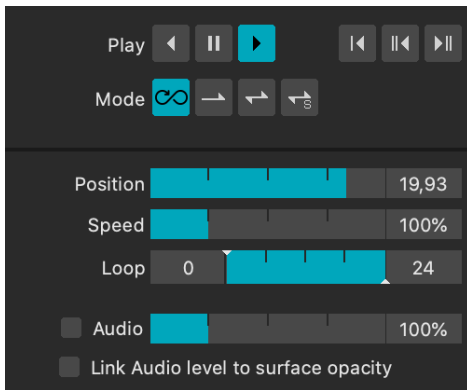 Play
Mode
S
Position 19,93
Speed 100%
Loop 0 24
Audio 100%
Link Audio level to surface opacity